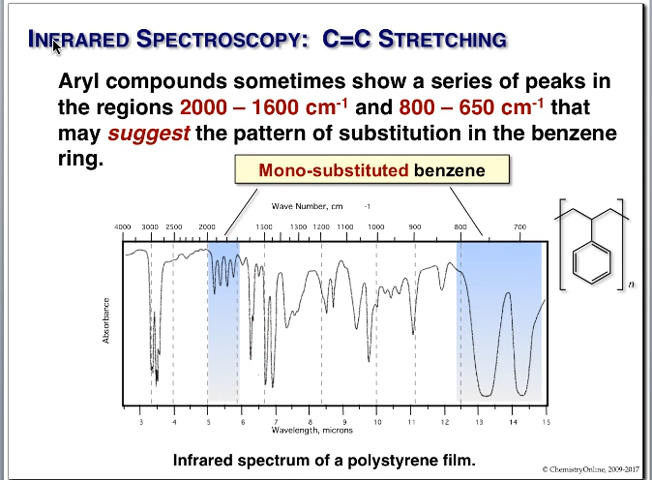 INFRARED SPECTROSCOPY: C=C STRETCHING
Aryl compounds sometimes show a series of peaks in
the regions 2000 – 1600 cm-1 and 800 – 650 cm-1 that
may suggest the pattern of substitution in the benzene
ring.
Mono-substituted benzene
Wave Number, cm -1
4000 3000 2500 2000 1500 1300 1200 1100 1000 900 800 700
Absorbance
n
3 4 5 6 7 8 9 10 11 12 13 14 15
Wavelength, microns
Infrared spectrum of a polystyrene film.
© ChemistryOnline, 2009-2017